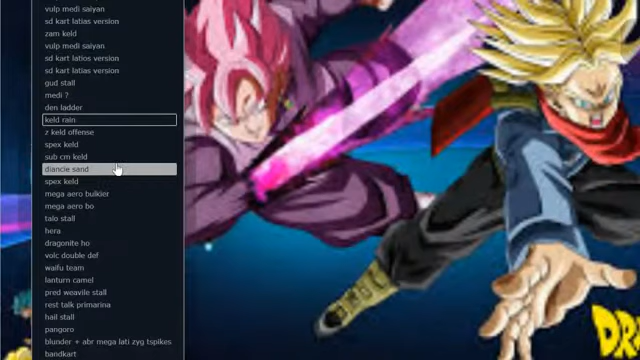 vulp medi saiyan
sd kart latias version
zam keld
vulp medi saiyan
sd kart latias version
sd kart latias version
gud stall
medi ?
den ladder
keld rain
z keld offense
spex keld
sub cm keld
diancie sand
spex keld
mega aero bulkier
mega aero bo
talo stall
hera
dragonite ho
volc double def
waifu team
lanturn camel
pred weavile stall
rest talk primarina
hail stall
pangoro
blunder + abr mega lati zyg tspikes
bandkart
DR